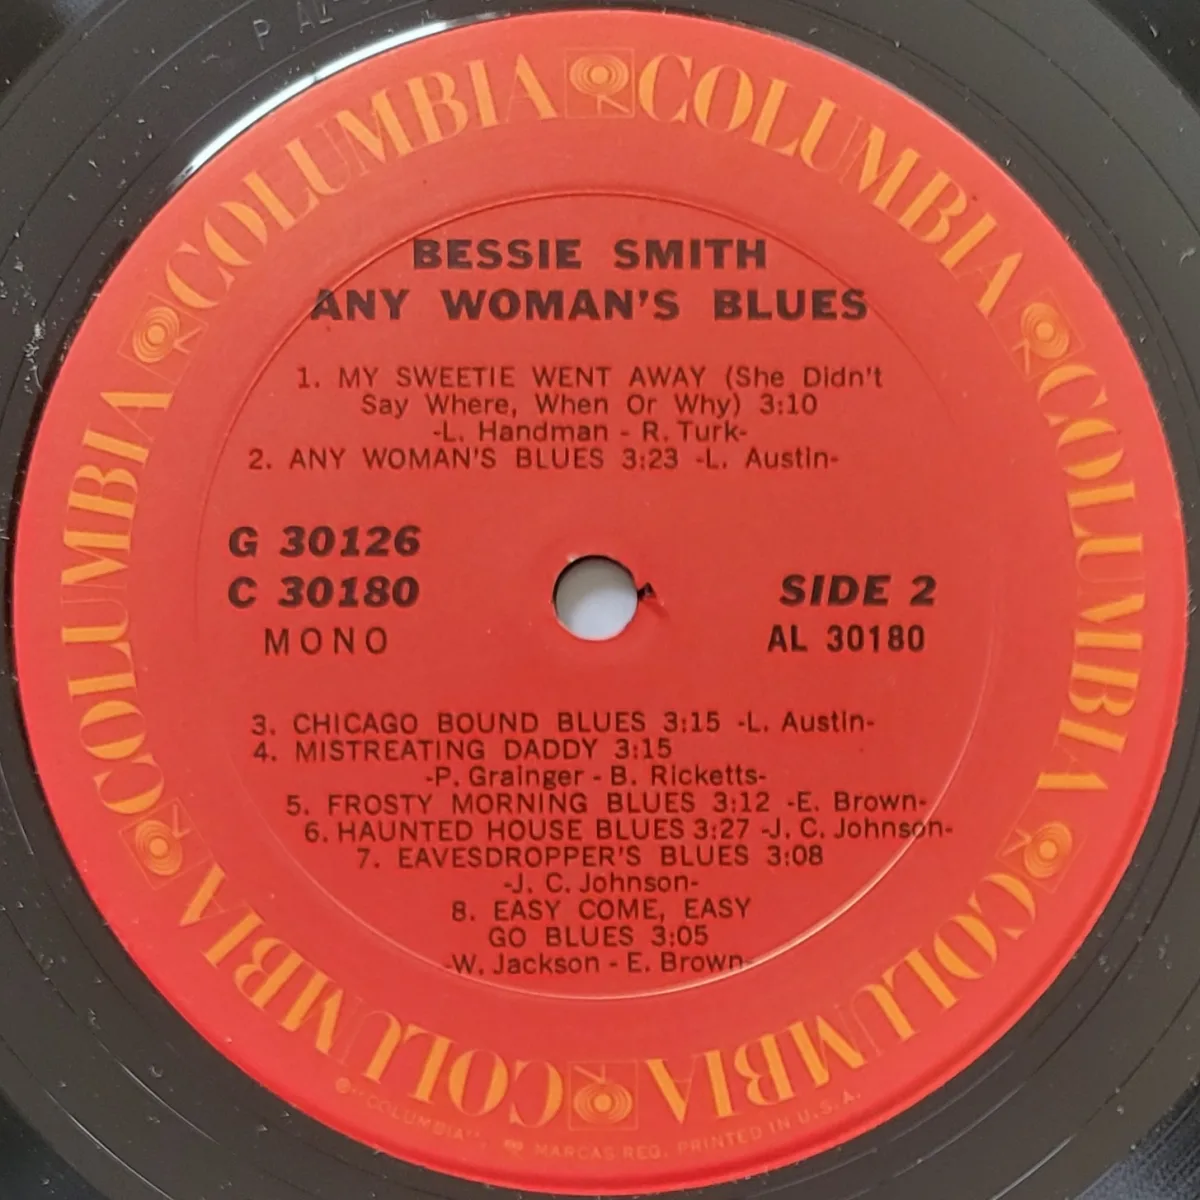 COLUMBIA COLUMBIA COLUMBIA COLUMBIA COLUMBIA COLUMBIA
BESSIE SMITH
ANY WOMAN'S BLUES
1. MY SWEETIE WENT AWAY (She Didn't
Say Where, When Or Why) 3:10
-L. Handman - R. Turk-
2. ANY WOMAN'S BLUES 3:23 -L. Austin-
G 30126
C 30180
MONO
SIDE 2
AL 30180
3. CHICAGO BOUND BLUES 3:15 -L. Austin-
4. MISTREATING DADDY 3:15
-P. Grainger - B. Ricketts-
5. FROSTY MORNING BLUES 3:12 -E. Brown-
6. HAUNTED HOUSE BLUES 3:27 -J. C. Johnson-
7. EAVESDROPPER'S BLUES 3:08
-J. C. Johnson-
8. EASY COME, EASY
GO BLUES 3:05
-W. Jackson - E. Brown-
® "COLUMBIA", MARCAS REG. PRINTED IN U.S.A.